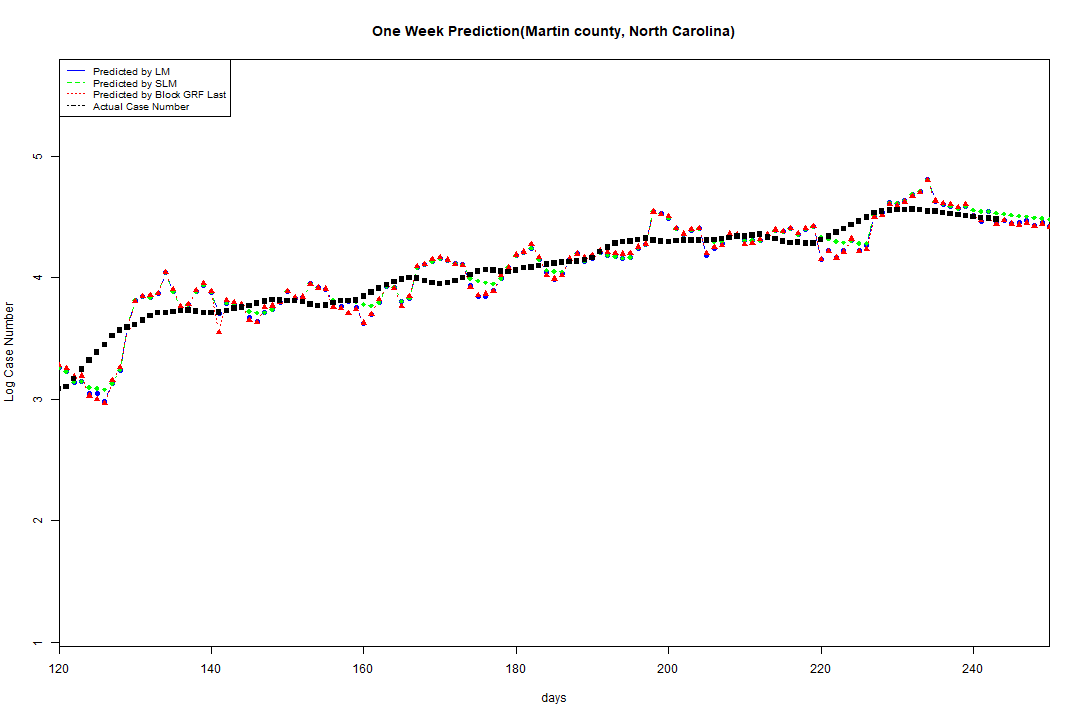 One Week Prediction(Martin county, North Carolina)
Predicted by LM
Predicted by SLM
Predicted by Block GRF Last
Actual Case Number
5
4
3
2
1
Log Case Number
120 140 160 180 200 220 240
days